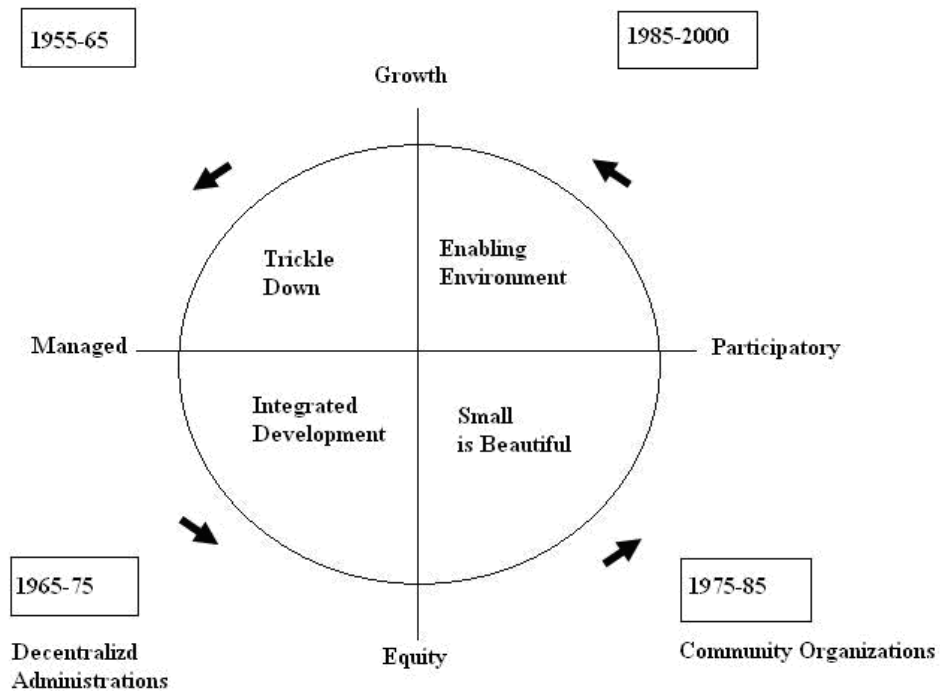 1955-65
1985-2000
Growth
Trickle
Down
Enabling
Environment
Managed
Participatory
Integrated
Development
Small
is Beautiful
1965-75
1975-85
Decentralizd
Administrations
Equity
Community Organizations